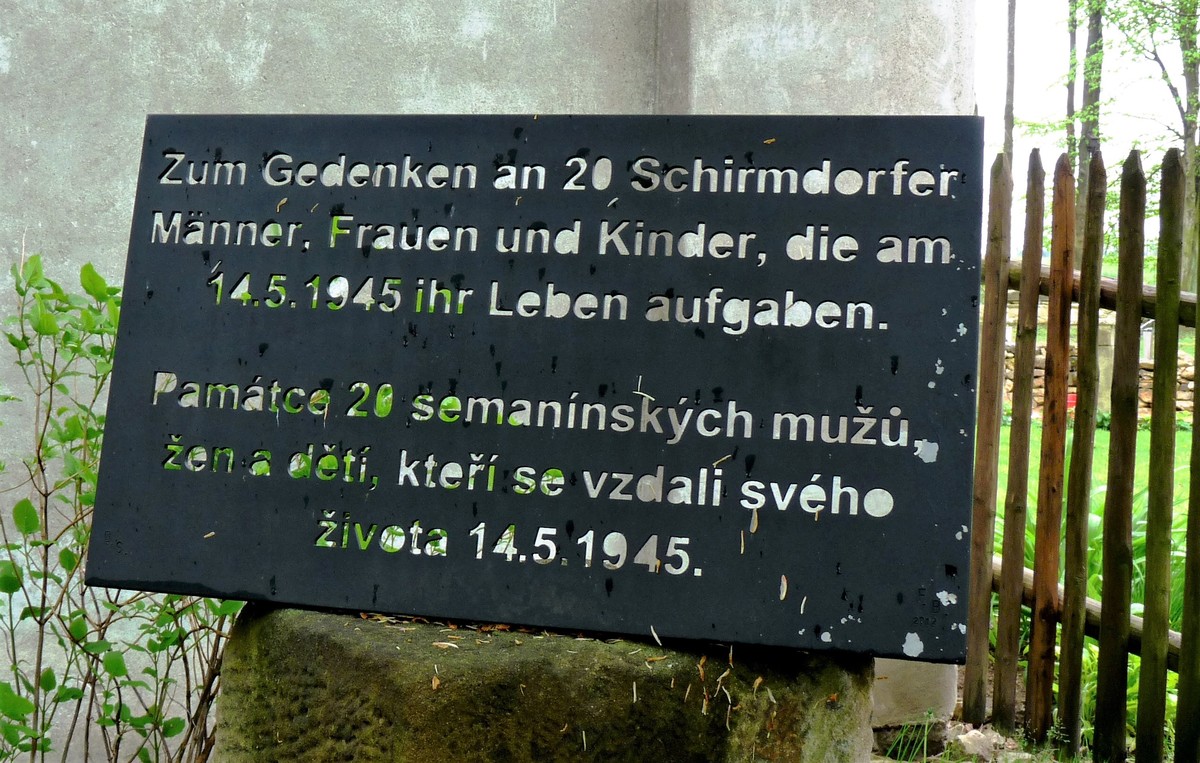 Zum Gedenken an 20 Schirmdorfer
Männer, Frauen und Kinder, die am
14.5.1945 ihr Leben aufgaben.
Památce 20 semanínských mužů,
žen a dětí, kteří se vzdali svého
života 14.5.1945.